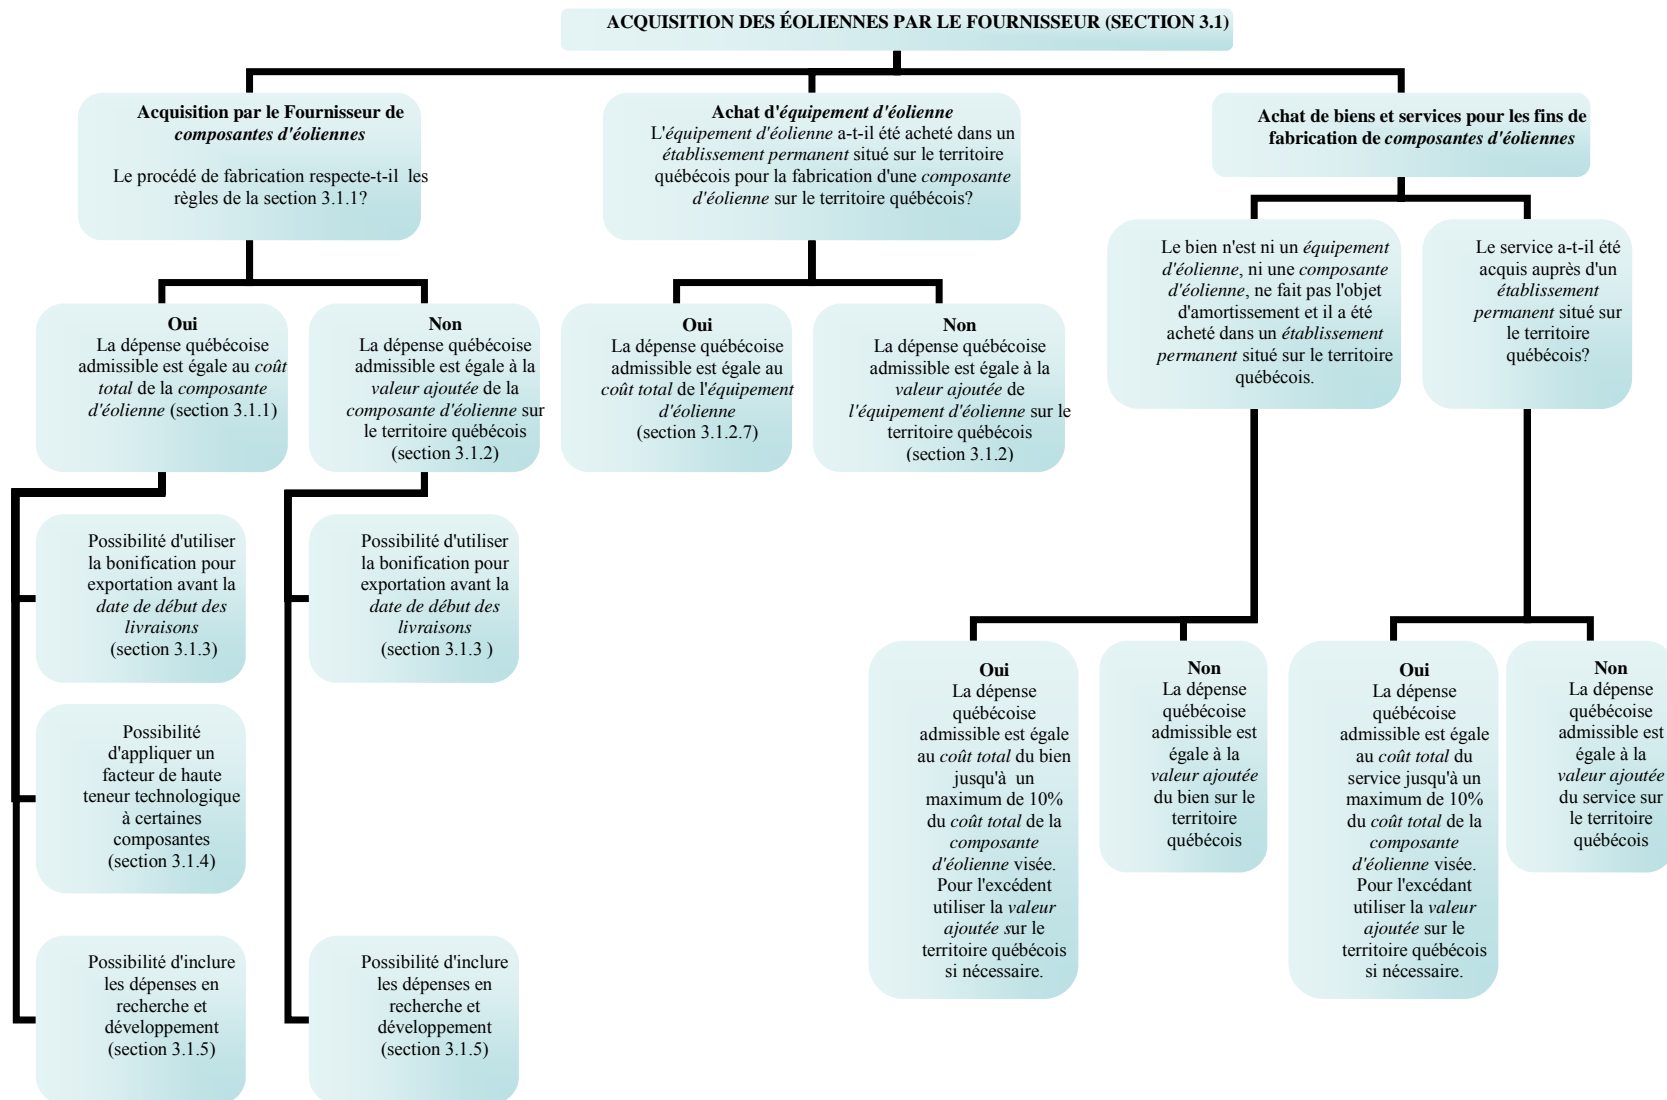 ACQUISITION DES ÉOLIENNES PAR LE FOURNISSEUR (SECTION 3.1)
Acquisition par le Fournisseur de
composantes d'éoliennes
Le procédé de fabrication respecte-t-il les
règles de la section 3.1.1?
Achat d'équipement d'éolienne
L'équipement d'éolienne a-t-il été acheté dans un
établissement permanent situé sur le territoire
québécois pour la fabrication d'une composante
d'éolienne sur le territoire québécois?
Achat de biens et services pour les fins de
fabrication de composantes d'éoliennes
Le bien n'est ni un équipement
d'éolienne, ni une composante
d'éolienne, ne fait pas l'objet
d'amortissement et il a été
acheté dans un établissement
permanent situé sur le territoire
québécois.
Le service a-t-il été
acquis auprès d'un
établissement
permanent situé sur
le territoire
québécois?
Oui
La dépense québécoise
admissible est égale au coût
total de la composante
d'éolienne (section 3.1.1)
Non
La dépense québécoise
admissible est égale à la
valeur ajoutée de la
composante d'éolienne sur
le territoire québécois
(section 3.1.2)
Oui
La dépense québécoise
admissible est égale au
coût total de l'équipement
d'éolienne
(section 3.1.2.7)
Non
La dépense québécoise
admissible est égale à la
valeur ajoutée de
l'équipement d'éolienne sur le
territoire québécois
(section 3.1.2)
Possibilité d'utiliser
la bonification pour
exportation avant la
date de début des
livraisons
(section 3.1.3)
Possibilité d'utiliser
la bonification pour
exportation avant la
date de début des
livraisons
(section 3.1.3 )
Possibilité
d'appliquer un
facteur de haute
teneur technologique
à certaines
composantes
(section 3.1.4)
Possibilité d'inclure
les dépenses en
recherche et
développement
(section 3.1.5)
Possibilité d'inclure
les dépenses en
recherche et
développement
(section 3.1.5)
Oui
La dépense
québécoise
admissible est égale
au coût total du bien
jusqu'à un
maximum de 10%
du coût total de la
composante
d'éolienne visée.
Pour l'excédent
utiliser la valeur
ajoutée sur le
territoire québécois
si nécessaire.
Non
La dépense
québécoise
admissible est
égale à la
valeur ajoutée
du bien sur le
territoire
québécois
Oui
La dépense
québécoise
admissible est égale
au coût total du
service jusqu'à un
maximum de 10%
du coût total de la
composante
d'éolienne visée.
Pour l'excédant
utiliser la valeur
ajoutée sur le
territoire québécois
si nécessaire.
Non
La dépense
québécoise
admissible est
égale à la
valeur ajoutée
du service sur
le territoire
québécois